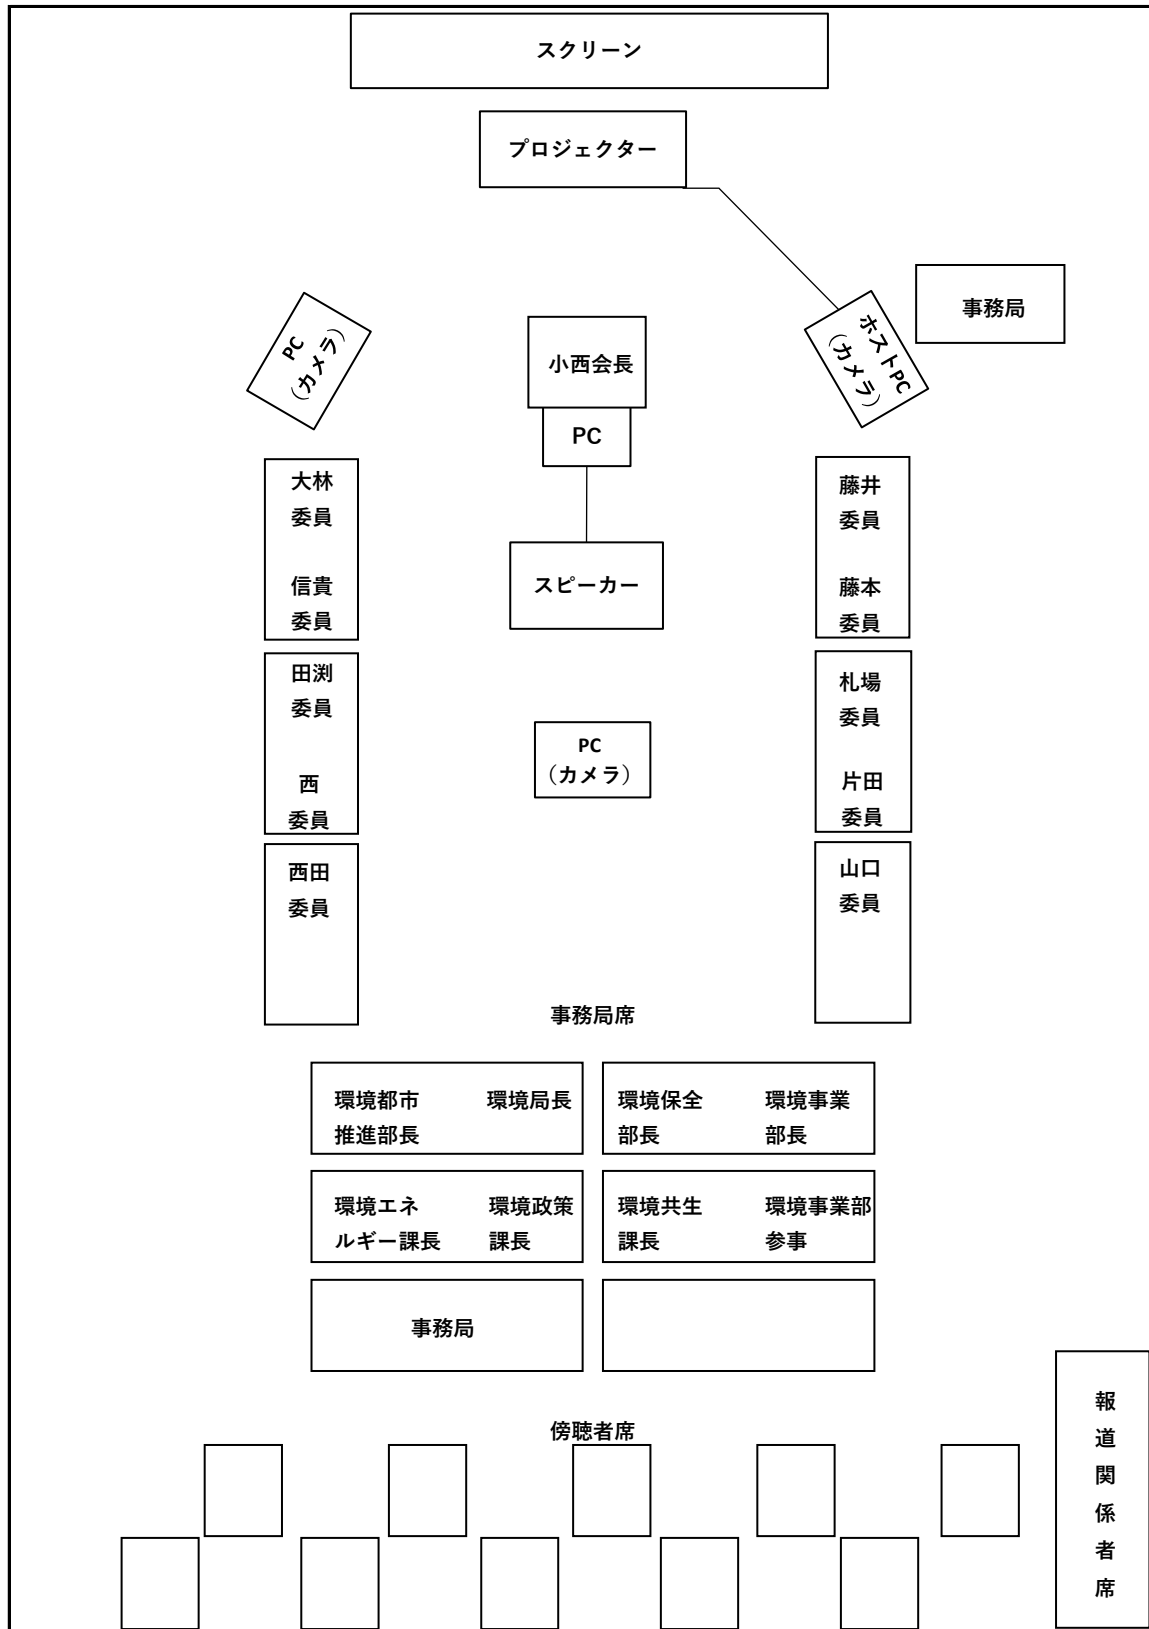 スクリーン
プロジェクター
事務局
PC
（カメラ）
小西会長
PC
ホストPC
（カメラ）
大林
委員
信貴
委員
田渕
委員
西
委員
西田
委員
スピーカー
PC
（カメラ）
藤井
委員
藤本
委員
札場
委員
片田
委員
山口
委員
事務局席
環境都市 環境局長
推進部長
環境保全 環境事業
部長 部長
環境エネ 環境政策
ルギー課長 課長
環境共生 環境事業部
課長 参事
事務局
傍聴者席
報道関係者席